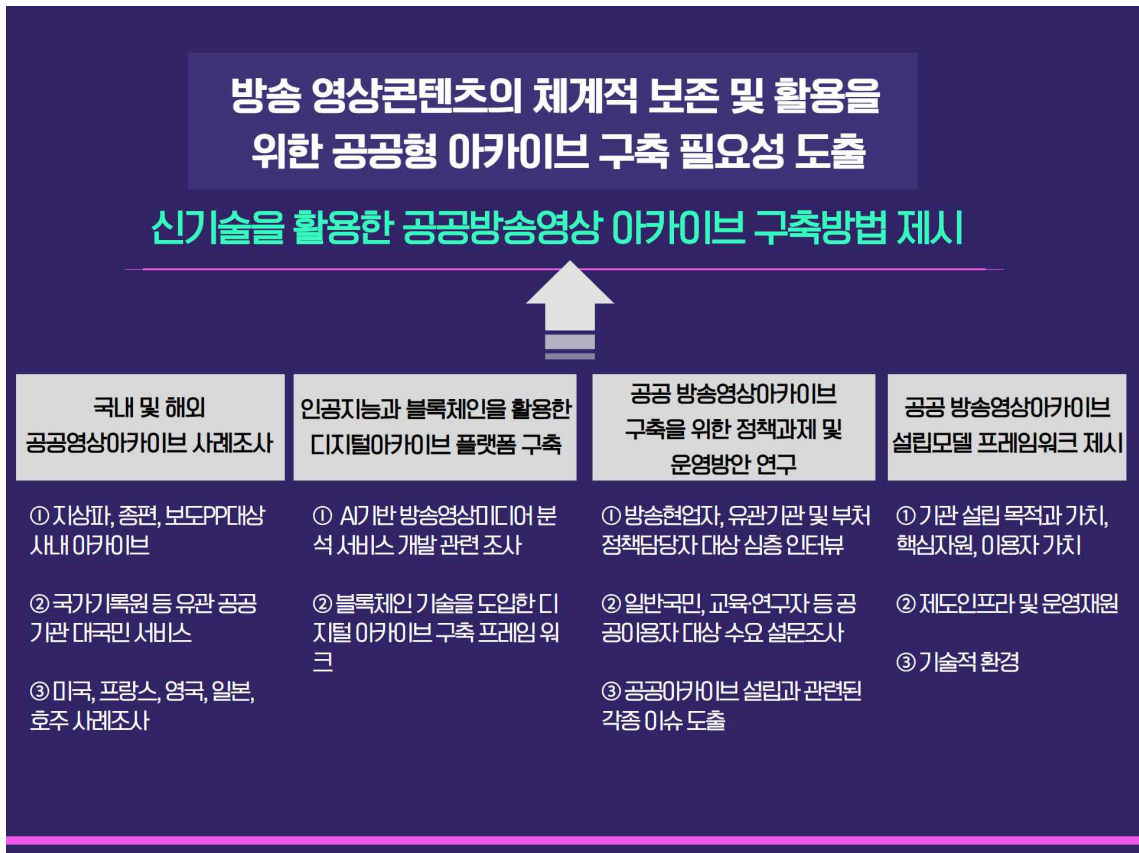 방송 영상콘텐츠의 체계적 보존 및 활용을
위한 공공형 아카이브 구축 필요성 도출
신기술을 활용한 공공방송영상 아카이브 구축방법 제시
국내 및 해외
공공영상아카이브 사례조사
① 지상파, 종편, 보도PP대상
사내 아카이브
② 국가기록원 등 유관 공공
기관 대국민 서비스
③ 미국, 프랑스, 영국, 일본,
호주 사례조사
인공지능과 블록체인을 활용한
디지털아카이브 플랫폼 구축
① AI기반 방송영상미디어 분
석 서비스 개발 관련 조사
② 블록체인 기술을 도입한 디
지털 아카이브 구축 프레임 워
크
공공 방송영상아카이브
구축을 위한 정책과제 및
운영방안 연구
① 방송현업자, 유관기관 및 부처
정책담당자 대상 심층 인터뷰
② 일반국민, 교육·연구자 등 공
공이용자 대상 수요 설문조사
③ 공공아카이브 설립과 관련된
각종 이슈 도출
공공 방송영상아카이브
설립모델 프레임워크 제시
① 기관 설립 목적과 가치,
핵심자원, 이용자 가치
② 제도인프라 및 운영재원
③ 기술적 환경